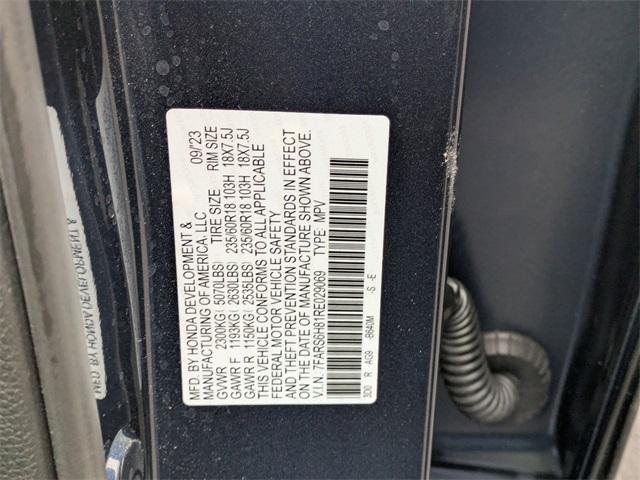 MFD. BY HONDA DEVELOPMENT &
MANUFACTURING OF AMERICA, LLC 09/'23
GVWR 2300KG 5070LBS TIRE SIZE RIM SIZE
GAWR F 1193KG 2630LBS 235/60R18 103H 18X7.5J
GAWR R 1150KG 2535LBS 235/60R18 103H 18X7.5J
THIS VEHICLE CONFORMS TO ALL APPLICABLE
FEDERAL MOTOR VEHICLE SAFETY
AND THEFT PREVENTION STANDARDS IN EFFECT
ON THE DATE OF MANUFACTURE SHOWN ABOVE.
V.I.N. 7FARS6H81RE029069 TYPE: MPV
3D0 R AG9 -B640M -S -E